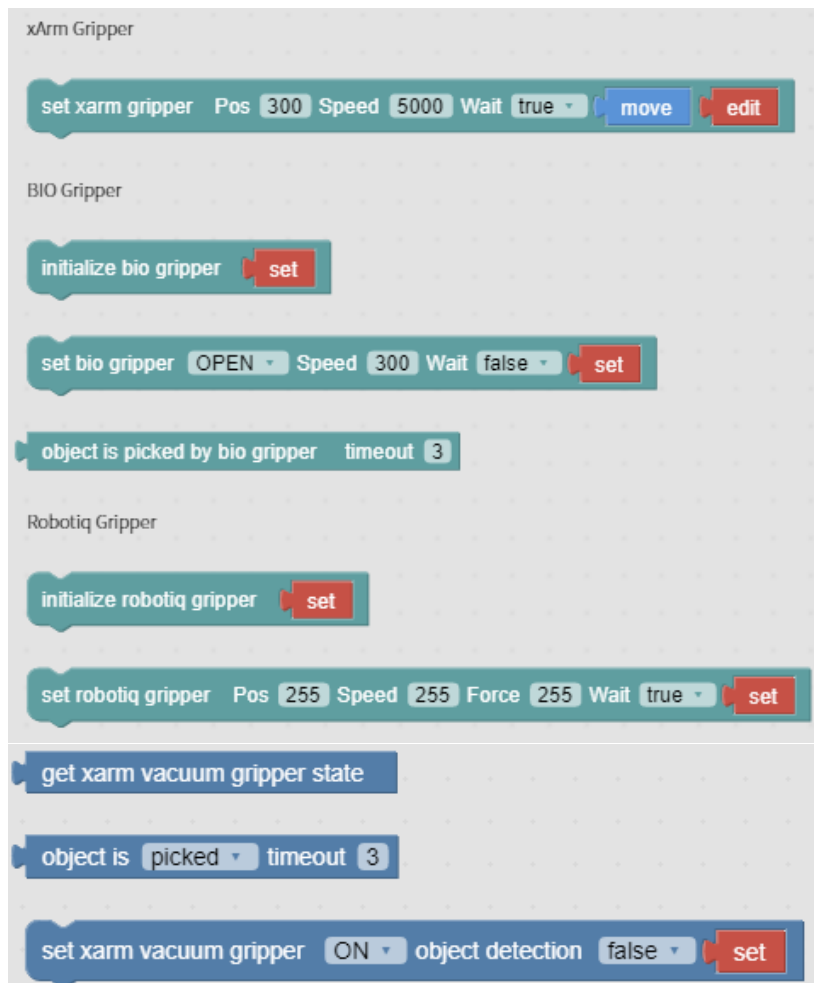 xArm Gripper
set xarm gripper Pos 300 Speed 5000 Wait true move edit
BIO Gripper
initialize bio gripper set
set bio gripper OPEN Speed 300 Wait false set
object is picked by bio gripper timeout 3
Robotiq Gripper
initialize robotiq gripper set
set robotiq gripper Pos 255 Speed 255 Force 255 Wait true set
get xarm vacuum gripper state
object is picked timeout 3
set xarm vacuum gripper ON object detection false set